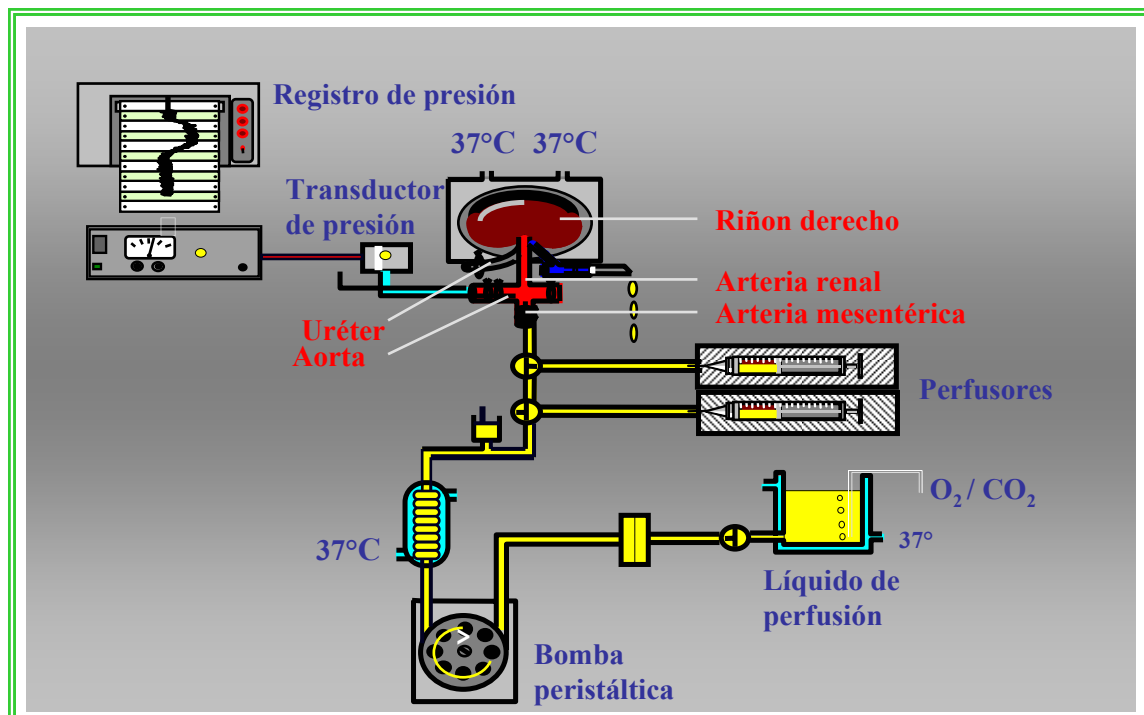 Registro de presión
37°C 37°C
Transductor
de presión
Riñon derecho
Arteria renal
Arteria mesentérica
Uréter
Aorta
Perfusores
O2 / CO2
37°C
37°
Líquido de
perfusión
Bomba
peristáltica